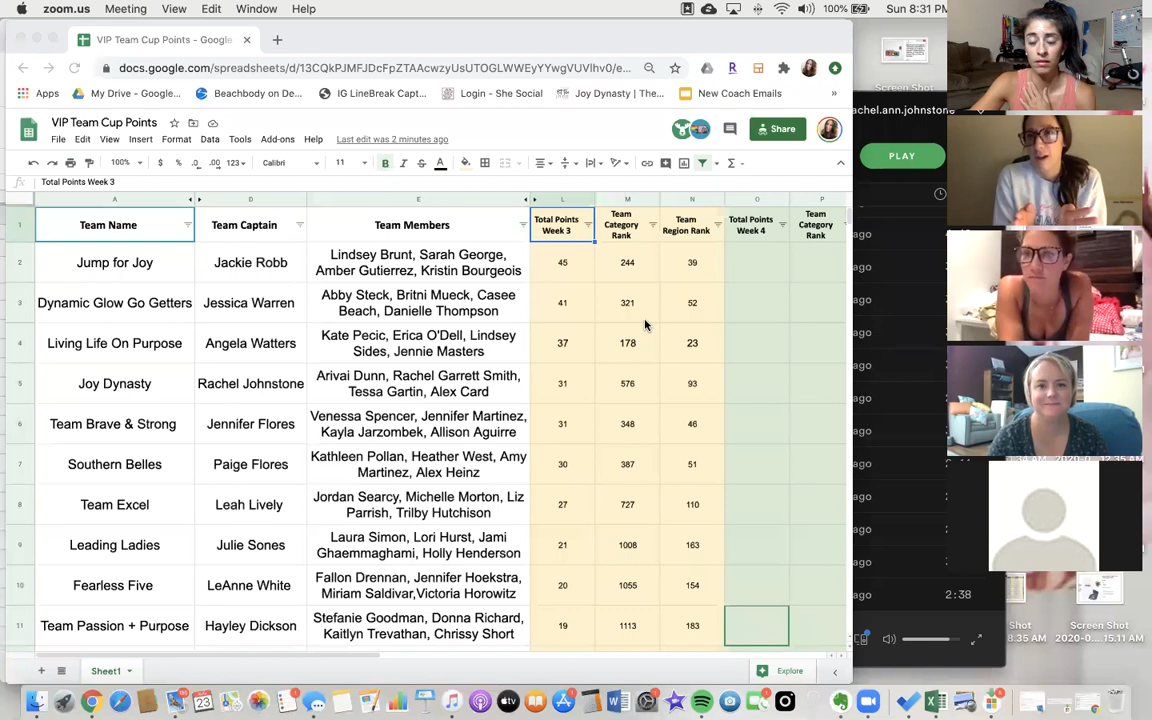 zoom.us Meeting View Edit Window Help 100% Sun 8:31 PM
VIP Team Cup Points - Google
docs.google.com/spreadsheets/d/13CQkPJMFJDcFpZTAAcwzyUsUTOGLWWEyYYwgVUVlhv0/e...
Apps My Drive - Google... Beachbody on De... IG LineBreak Capt... Login - She Social Joy Dynasty | The... New Coach Emails »
VIP Team Cup Points
File Edit View Insert Format Data Tools Add-ons Help Last edit was 2 minutes ago
Share
100% $ % .0 .00 123 Calibri 11 B I S A
fx Total Points Week 3
A D E L M N O P
1 Team Name Team Captain Team Members Total Points Week 3 Team Category Rank Team Region Rank Total Points Week 4 Team Category Rank
2 Jump for Joy Jackie Robb Lindsey Brunt, Sarah George, 45 244 39
Amber Gutierrez, Kristin Bourgeois
3 Dynamic Glow Go Getters Jessica Warren Abby Steck, Britni Mueck, Casee 41 321 52
Beach, Danielle Thompson
4 Living Life On Purpose Angela Watters Kate Pecic, Erica O'Dell, Lindsey 37 178 23
Sides, Jennie Masters
5 Joy Dynasty Rachel Johnstone Arivai Dunn, Rachel Garrett Smith, 31 576 93
Tessa Gartin, Alex Card
6 Team Brave & Strong Jennifer Flores Venessa Spencer, Jennifer Martinez, 31 348 46
Kayla Jarzombek, Allison Aguirre
7 Southern Belles Paige Flores Kathleen Pollan, Heather West, Amy 30 387 51
Martinez, Alex Heinz
8 Team Excel Leah Lively Jordan Searcy, Michelle Morton, Liz 27 727 110
Parrish, Trilby Hutchison
9 Leading Ladies Julie Sones Laura Simon, Lori Hurst, Jami 21 1008 163
Ghaemmaghami, Holly Henderson
10 Fearless Five LeAnne White Fallon Drennan, Jennifer Hoekstra, 20 1055 154
Miriam Saldivar,Victoria Horowitz
11 Team Passion + Purpose Hayley Dickson Stefanie Goodman, Donna Richard, 19 1113 183
Kaitlyn Trevathan, Chrissy Short
Sheet1
Explore
Screen Shot
achel.ann.johnstone
PLAY
ago
ago
ago
ago
ago
ago
ago
ago
ago
ago
ago
2:38
Screen Shot
8.35 AM 2020-0...15.11 AM